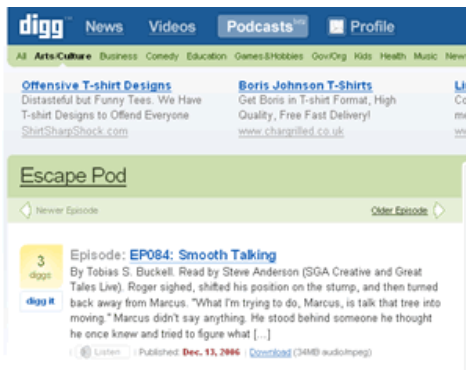 digg™ News Videos Podcasts beta Profile
All Arts/Culture Business Comedy Education Games&Hobbies Gov/Org Kids Health Music New
Offensive T-shirt Designs
Distasteful but Funny Tees. We Have
T-shirt Designs to Offend Everyone
ShirtSharpShock.com
Boris Johnson T-Shirts
Get Boris in T-shirt Format, High
Quality, Free Fast Delivery!
www.chargrilled.co.uk
Escape Pod
Newer Episode Older Episode
3
diggs
digg it
Episode: EP084: Smooth Talking
By Tobias S. Buckell. Read by Steve Anderson (SGA Creative and Great
Tales Live). Roger sighed, shifted his position on the stump, and then turned
back away from Marcus. "What I'm trying to do, Marcus, is talk that tree into
moving." Marcus didn't say anything. He stood behind someone he thought
he once knew and tried to figure what [...]
Listen | Published: Dec. 13, 2006 | Download (34MB audio/mpeg)